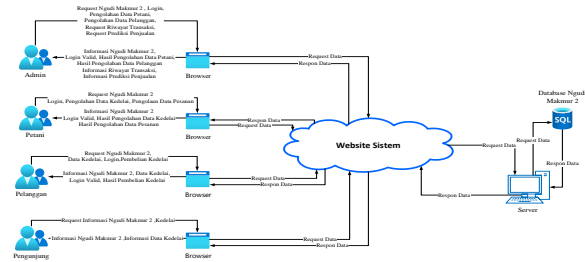 Request Ngudi Makmur 2 , Login,
Pengolahan Data Petani,
Pengolahan Data Pelanggan,
Request Riwayat Transaksi,
Request Prediksi Penjualan
Informasi Ngudi Makmur 2,
Login Valid, Hasil Pengolahan Data Patani,
Hasil Pengolahan Data Pelanggan
Informasi Riwayar Transaksi,
Informasi Prediksi Penjualan
Admin
Browser
Request Data
Respon Data
Request Ngudi Makmur 2
Login, Pengolahan Data Kedelai, Pengolaan Data Pesanan
Informasi Ngudi Makmur 2
Login Valid, Hasil Pengolahan Data Kedelai
Hasil Pengolahan Data Pesanan
Petani
Browser
Respon Data
Request Data
Website Sistem
Database Ngudi
Makmur 2
SQL
Request Data
Request Data
Respon Data
Respon Data
Server
Request Ngudi Makmur 2,
Data Kedelai, Login,Pembelian Kedelai
Informasi Ngudi Makmur 2, Data Kedelai,
Login Valid, Hasil Pembelian Kedelai
Pelanggan
Browser
Request Data
Respon Data
Request Informasi Ngudi Makmur 2 ,Kedelai
Informasi Ngudi Makmur 2 ,Informasi Data Kedelai
Pengunjung
Browser
Request Data
Respon Data